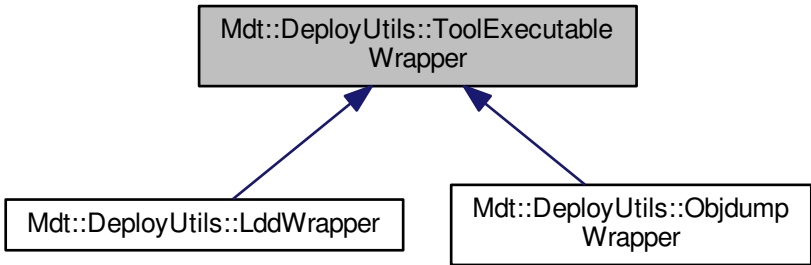 Mdt::DeployUtils::ToolExecutable
Wrapper
Mdt::DeployUtils::LddWrapper
Mdt::DeployUtils::Objdump
Wrapper